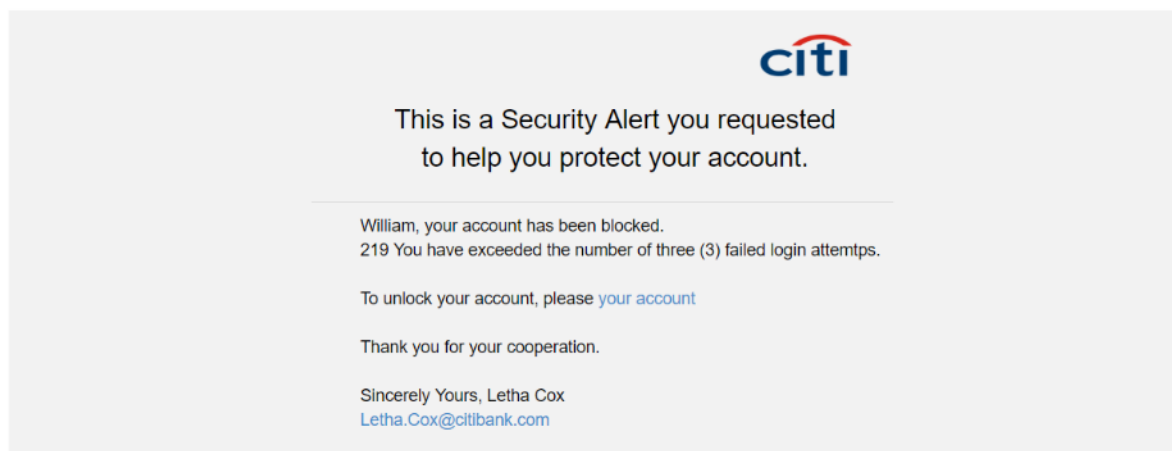 citi
This is a Security Alert you requested
to help you protect your account.
William, your account has been blocked.
219 You have exceeded the number of three (3) failed login attemtps.
To unlock your account, please your account
Thank you for your cooperation.
Sincerely Yours, Letha Cox
Letha.Cox@citibank.com